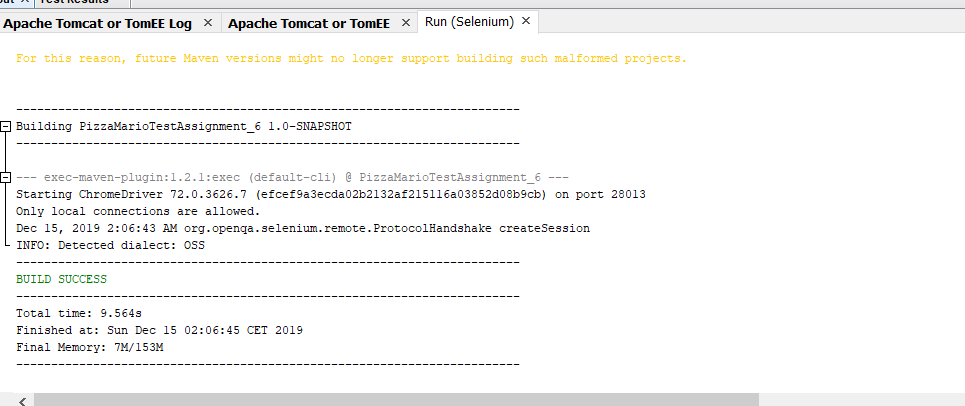 Test Results
Apache Tomcat or TomEE Log × Apache Tomcat or TomEE × Run (Selenium) ×
For this reason, future Maven versions might no longer support building such malformed projects.
------------------------------------------------------------------------
Building PizzaMarioTestAssignment_6 1.0-SNAPSHOT
------------------------------------------------------------------------
--- exec-maven-plugin:1.2.1:exec (default-cli) @ PizzaMarioTestAssignment_6 ---
Starting ChromeDriver 72.0.3626.7 (efcef9a3ecda02b2132af215116a03852d08b9cb) on port 28013
Only local connections are allowed.
Dec 15, 2019 2:06:43 AM org.openqa.selenium.remote.ProtocolHandshake createSession
INFO: Detected dialect: OSS
------------------------------------------------------------------------
BUILD SUCCESS
------------------------------------------------------------------------
Total time: 9.564s
Finished at: Sun Dec 15 02:06:45 CET 2019
Final Memory: 7M/153M
------------------------------------------------------------------------